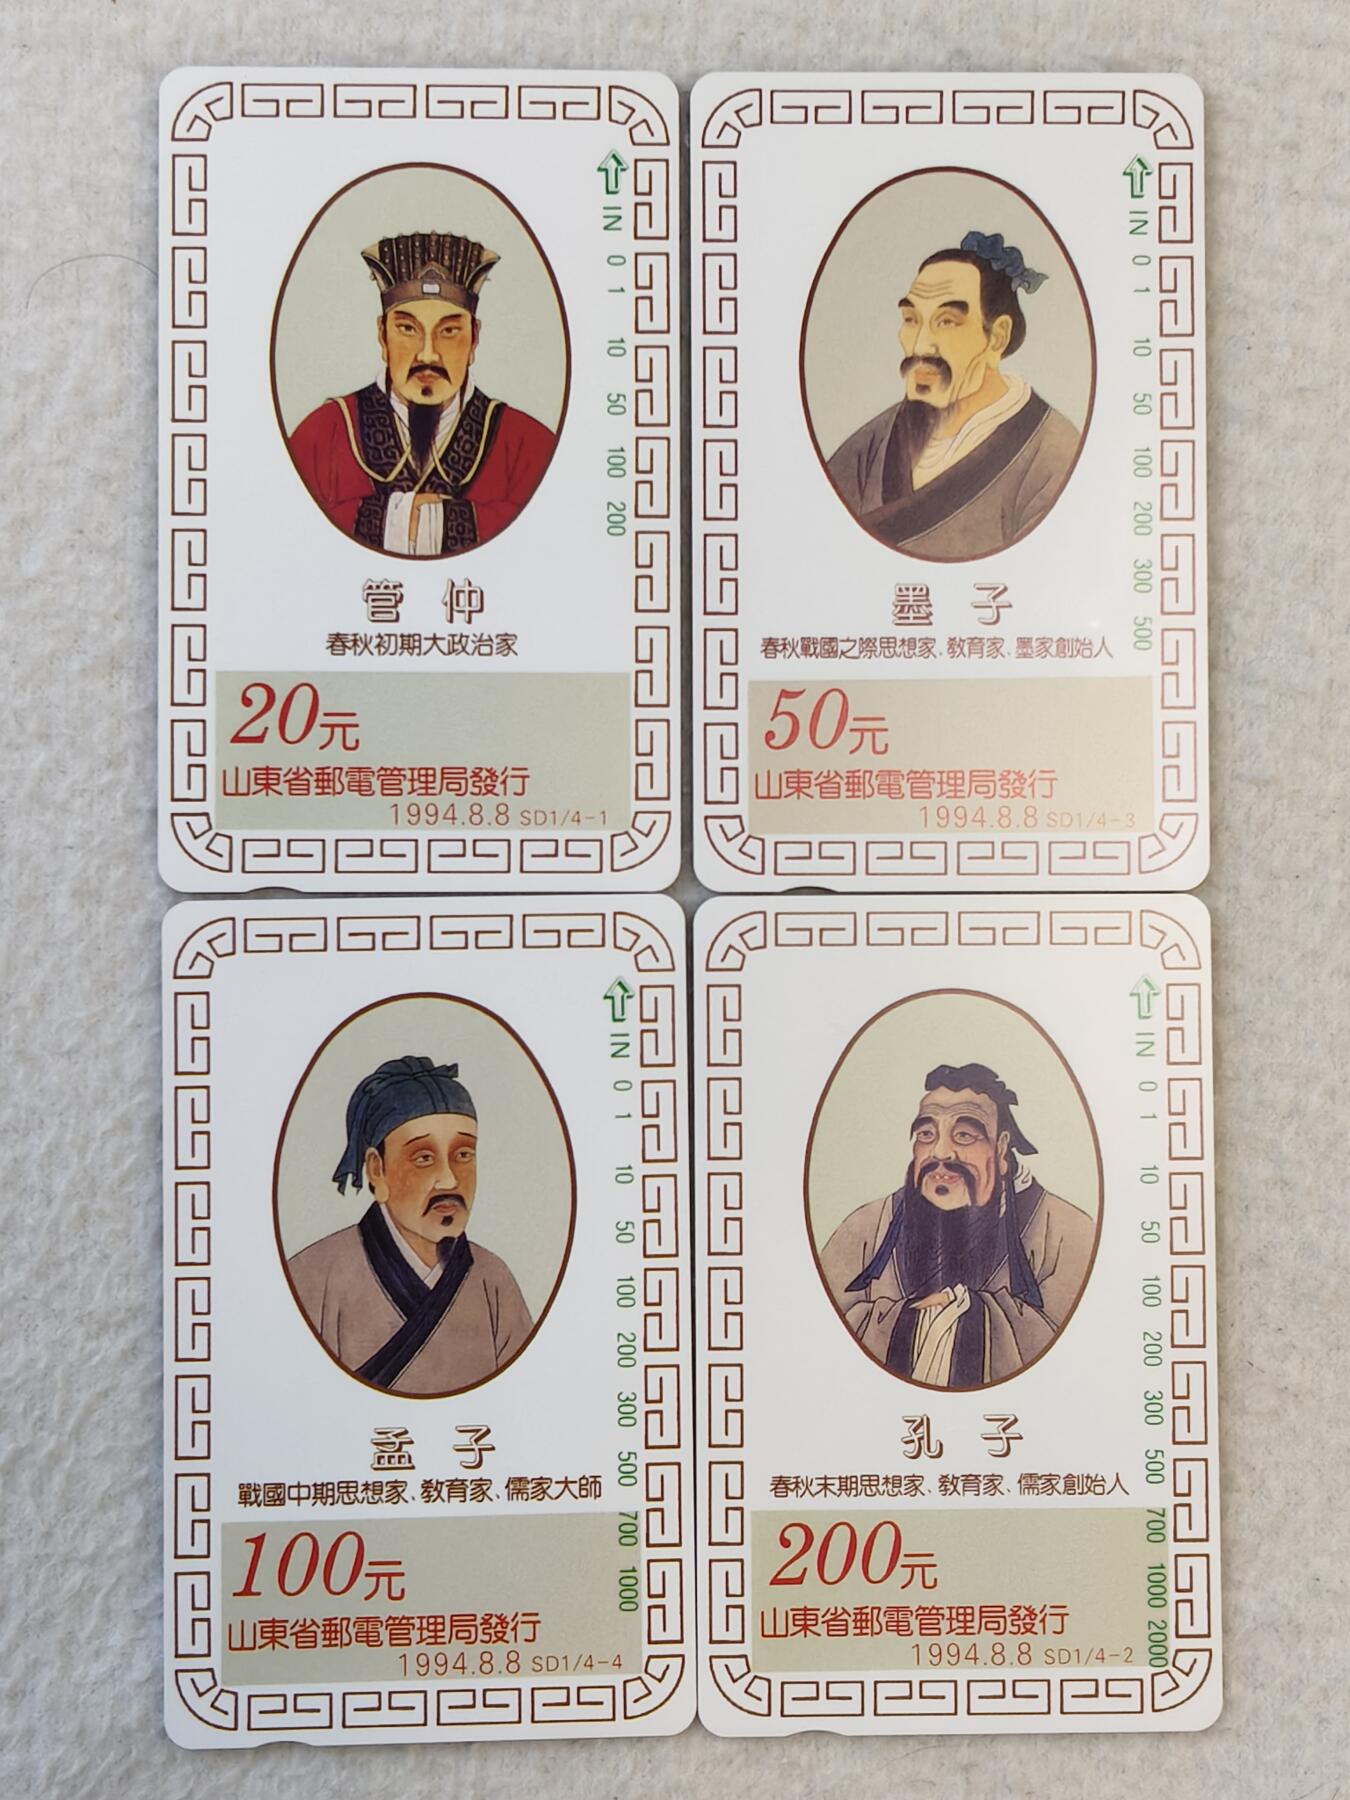 IN 0 1 10 50 100 200
管仲
春秋初期大政治家
20元
山東省郵電管理局發行
1994.8.8 SD1/4-1
IN 0 1 10 50 100 200 300 500
墨子
春秋戰國之際思想家、教育家、墨家創始人
50元
山東省郵電管理局發行
1994.8.8 SD1/4-3
IN 0 1 10 50 100 200 300 500 700 1000
孟子
戰國中期思想家、教育家、儒家大師
100元
山東省郵電管理局發行
1994.8.8 SD1/4-4
IN 0 1 10 50 100 200 300 500 700 1000 2000
孔子
春秋末期思想家、教育家、儒家創始人
200元
山東省郵電管理局發行
1994.8.8 SD1/4-2